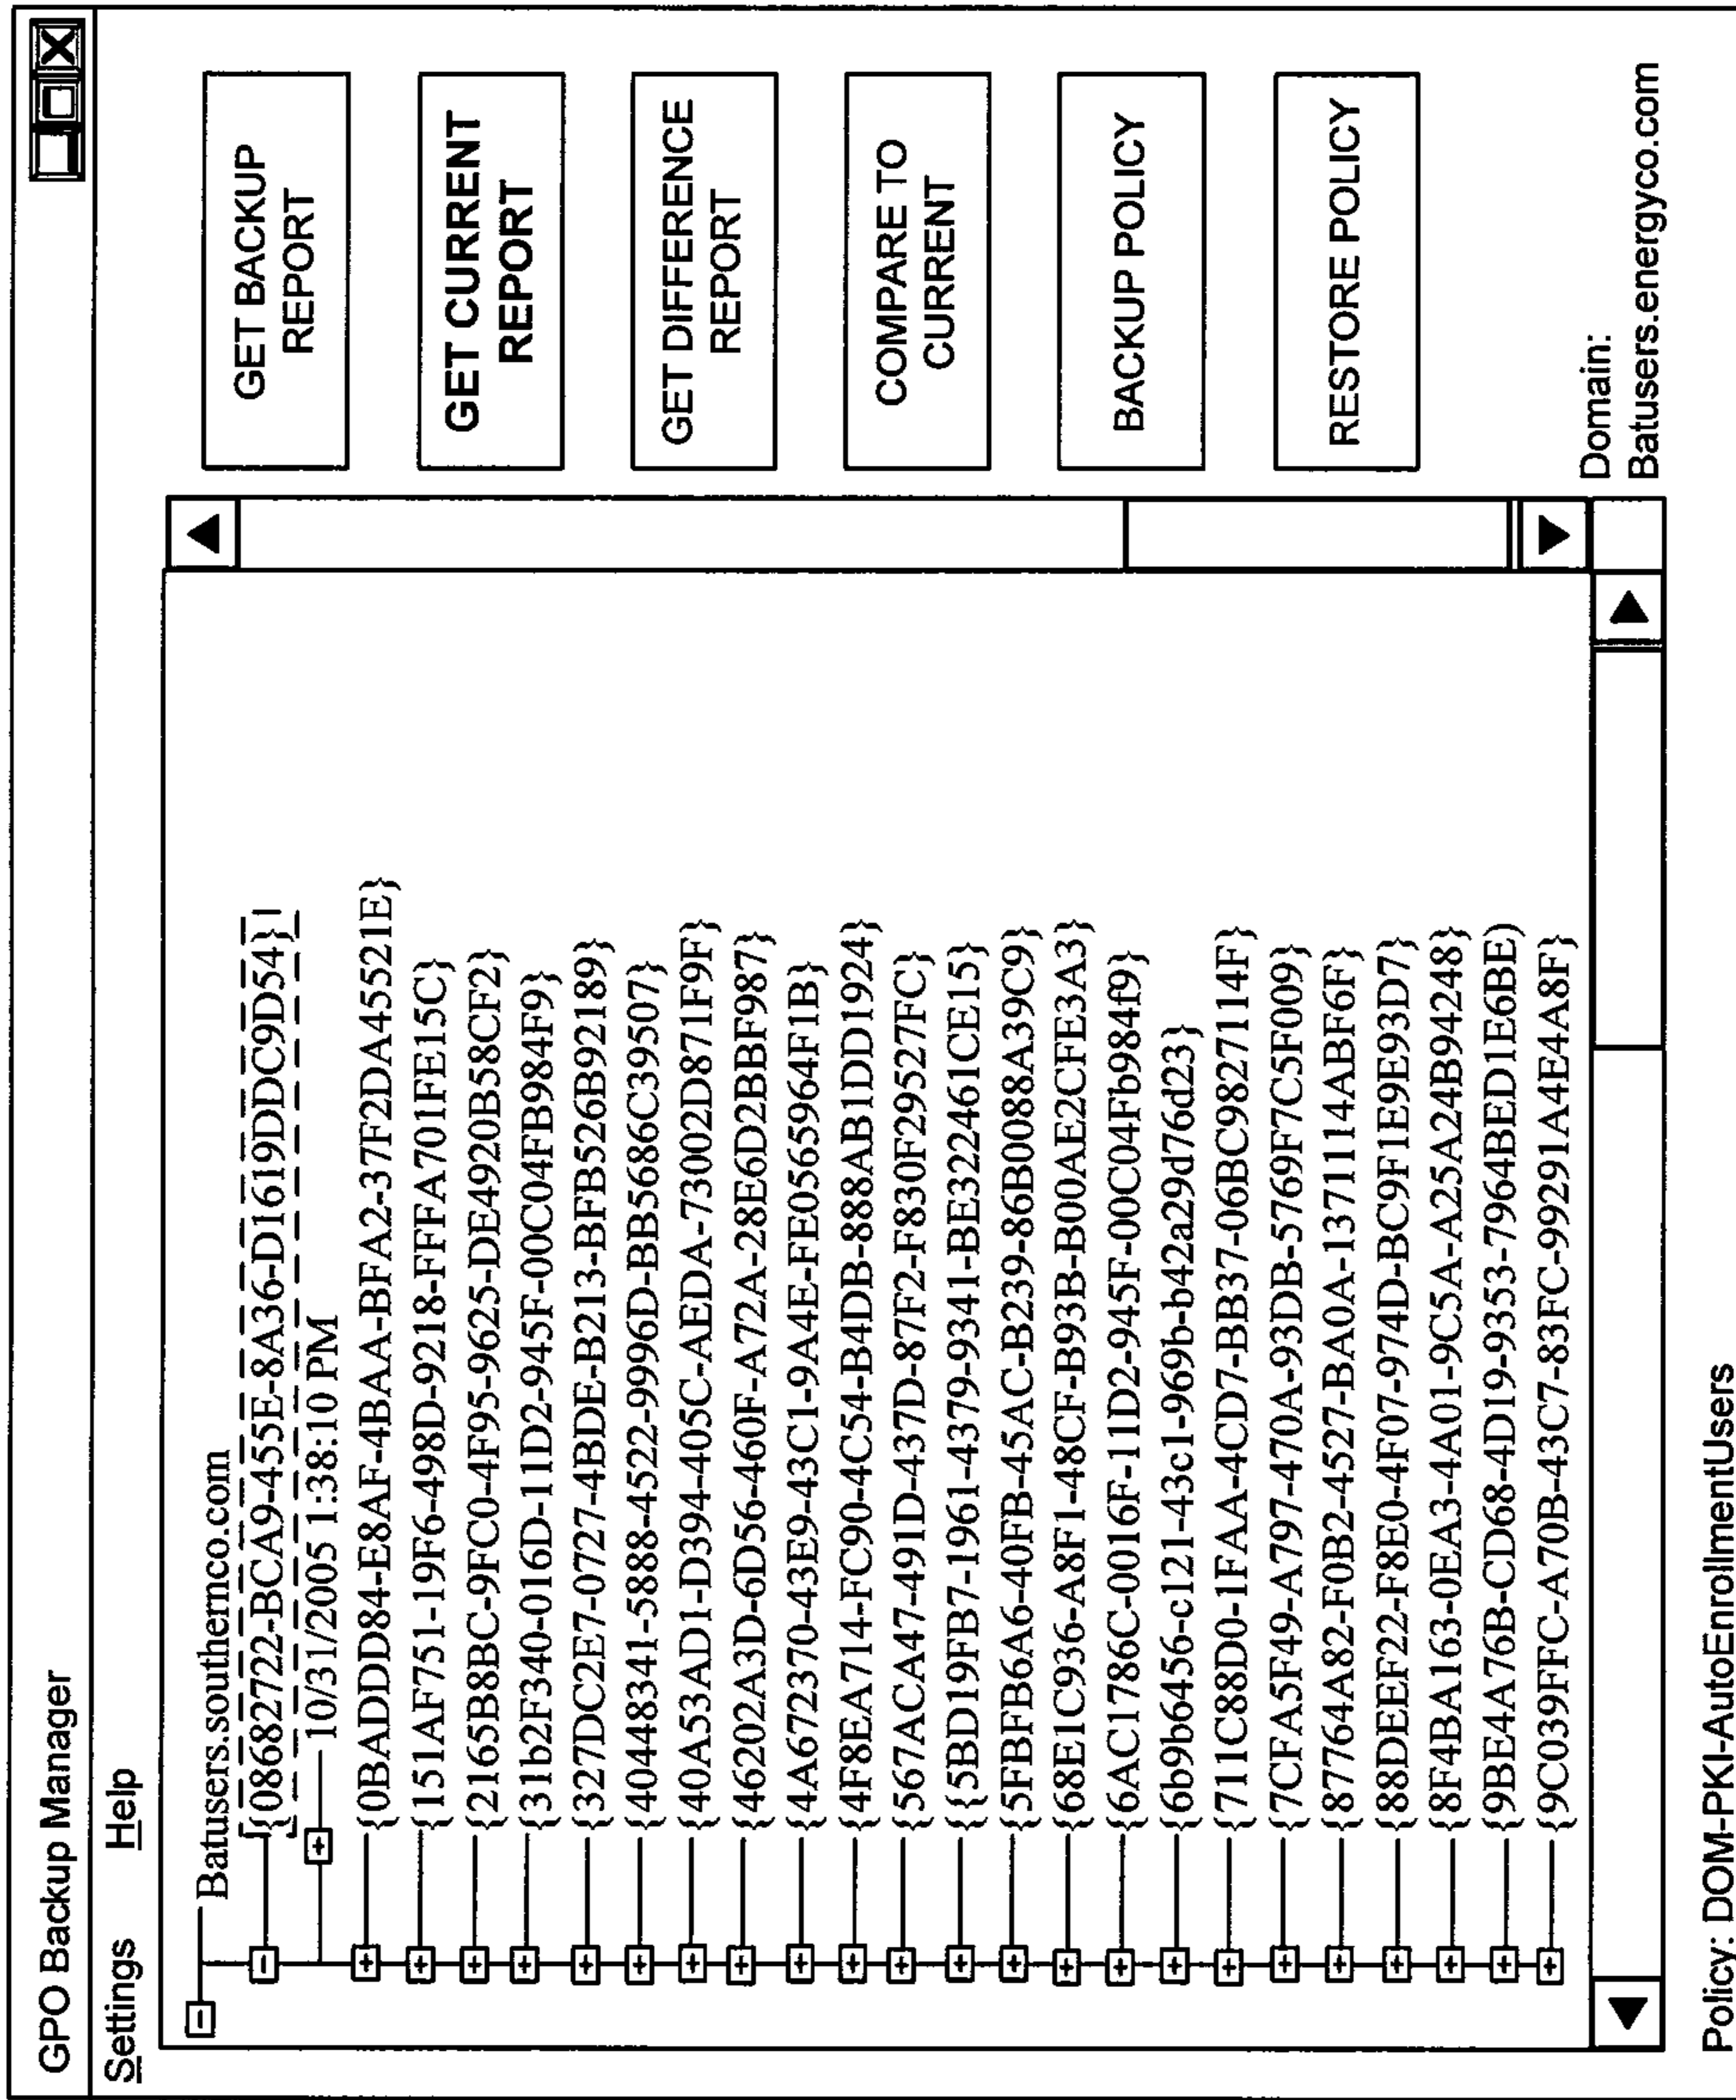 GPO Backup Manager
Settings Help
Batusers.southernco.com
{08682722-BCA9-455E-8A36-D1619DDC9D54}
10/31/2005 1:38:10 PM
{0BADDD84-E8AF-4BAA-BFA2-37F2DA45521E}
{151AF751-19F6-498D-9218-FFFA701FE15C}
{2165B8BC-9FC0-4F95-9625-DE4920B58CF2}
{31b2F340-016D-11D2-945F-00C04FB984F9}
{327DC2E7-0727-4BDE-B213-BFB526B92189}
{40448341-5888-4522-9996D-BB5686C39507}
{40A53AD1-D394-405C-AEDA-73002D871F9F}
{46202A3D-6D56-460F-A72A-28E6D2BBF987}
{4A672370-43E9-43C1-9A4E-FE0565964F1B}
{4F8EA714-FC90-4C54-B4DB-888AB1DD1924}
{567ACA47-491D-437D-87F2-F830F29527FC}
{{5BD19FB7-1961-4379-9341-BE322461CE15}
{5FBFB6A6-40FB-45AC-B239-86B0088A39C9}
{68E1C936-A8F1-48CF-B93B-B00AE2CFE3A3}
{6AC1786C-0016F-11D2-945F-00C04Fb984f9}
{6b9b6456-c121-43c1-969b-b42a29d76d23}
{711C88D0-1FAA-4CD7-BB37-06BC9827114F}
{7CFA5F49-A797-470A-93DB-5769F7C5F009}
{87764A82-F0B2-4527-BA0A-1371114ABF6F}
{88DEEF22-F8E0-4F07-974D-BC9F1E9E93D7}
{8F4BA163-0EA3-4A01-9C5A-A25A24B94248}
{9BE4A76B-CD68-4D19-9353-7964BED1E6BE)
{9C039FFC-A70B-43C7-83FC-99291A4E4A8F}
GET BACKUP
REPORT
GET CURRENT
REPORT
GET DIFFERENCE
REPORT
COMPARE TO
CURRENT
BACKUP POLICY
RESTORE POLICY
Domain:
Batusers.energyco.com
Policy: DOM-PKI-AutoEnrollmentUsers